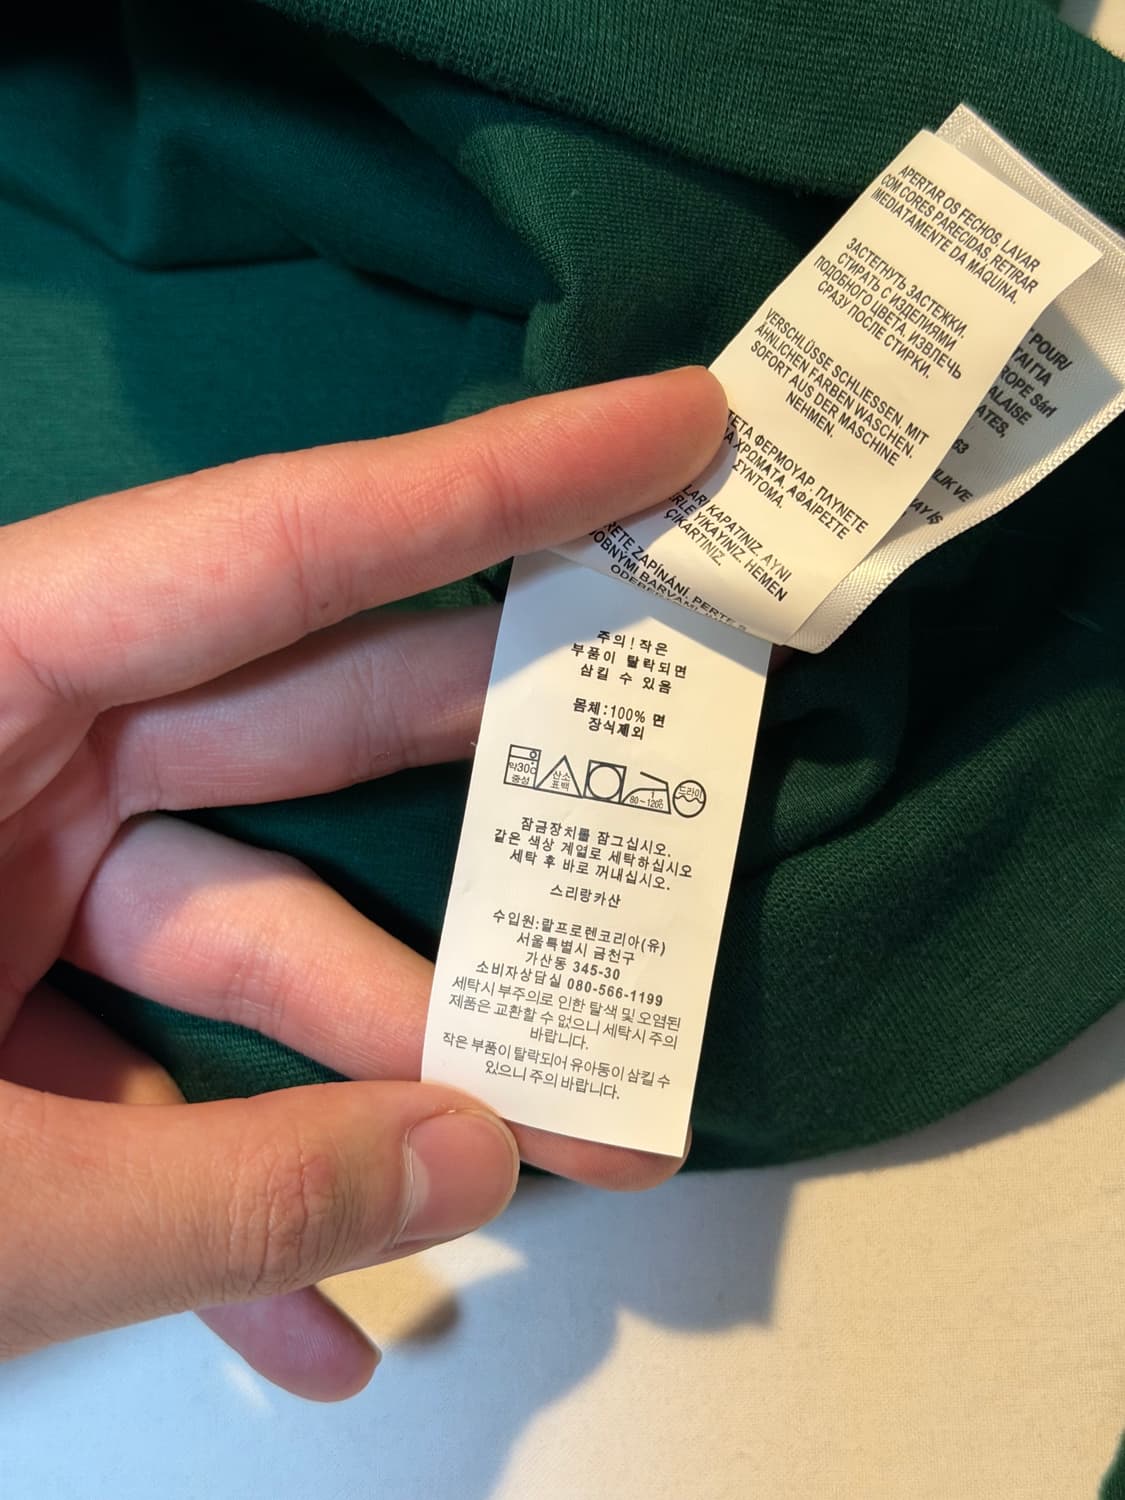 APERTAR OS FECHOS. LAVAR
COM CORES PARECIDAS. RETIRAR
IMEDIATAMENTE DA MAQUINA.
ЗАСТЕГНУТЬ ЗАСТЕЖКИ.
СТИРАТЬ С ИЗДЕЛИЯМИ
ПОДОБНОГО ЦВЕТА. ИЗВЛЕЧЬ
СРАЗУ ПОСЛЕ СТИРКИ.
VERSCHLÜSSE SCHLIESSEN. MIT
ÄHNLICHEN FARBEN WASCHEN.
SOFORT AUS DER MASCHINE
NEHMEN.
ΦΕΡΜΟΥΑΡ. ΠΛΥΝΕΤΕ
ΧΡΩΜΑΤΑ. ΑΦΑΙΡΕΣΤΕ
ΣΥΝΤΟΜΑ.
KAPATINIZ. AYNI
YIKAYINIZ. HEMEN
ÇIKARTINIZ.
ZAPÍNÁNÍ. PERTE S
BARVAMI.
POUR/
ΓΙΑ
Sàrl
63
VE
İŞ
주의!작은
부품이 탈락되면
삼킬 수 있음
몸체:100% 면
장식제외
약30℃
중성
산소
표백
80~120℃
드라이
잠금장치를 잠그십시오.
같은 색상 계열로 세탁하십시오
세탁 후 바로 꺼내십시오.
스리랑카산
수입원:랄프로렌코리아(유)
서울특별시 금천구
가산동 345-30
소비자상담실 080-566-1199
세탁시 부주의로 인한 탈색 및 오염된
제품은 교환할 수 없으니 세탁시 주의
바랍니다.
작은 부품이 탈락되어 유아동이 삼킬 수
있으니 주의 바랍니다.